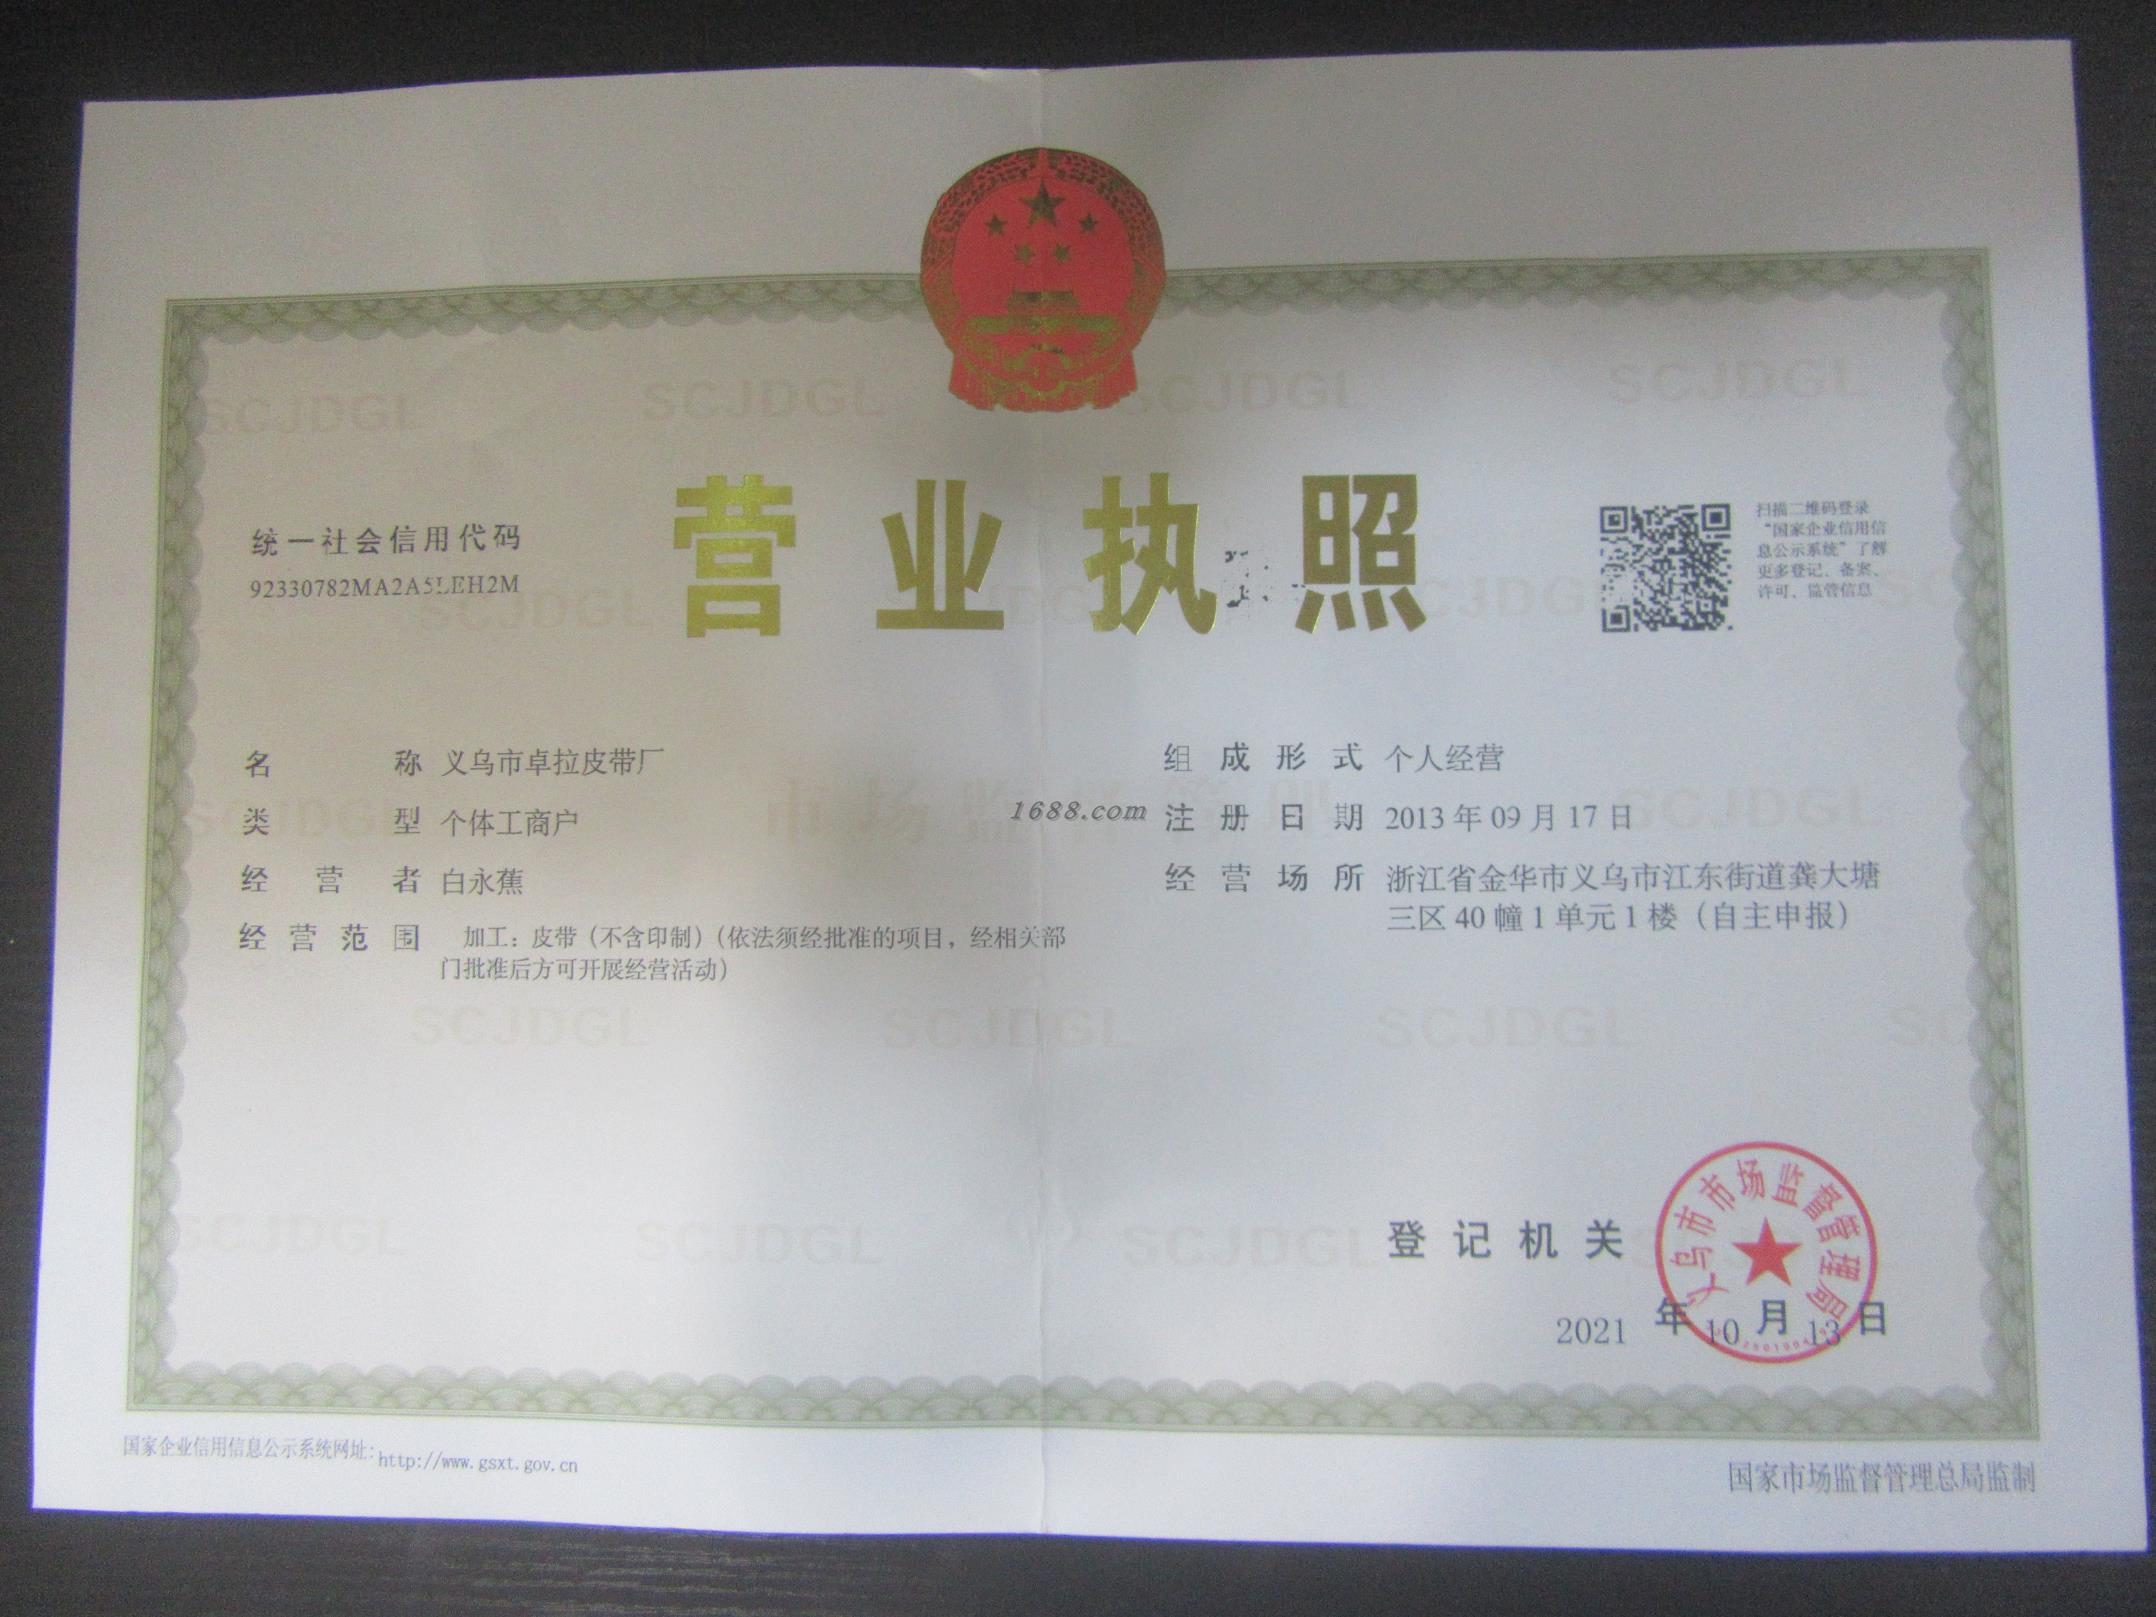 营业执照
统一社会信用代码
92330782MA2A5LEH2M
扫描二维码登录
“国家企业信用信
息公示系统”了解
更多登记、备案、
许可、监管信息
名称 义乌市卓拉皮带厂
类型 个体工商户
经营者 白永蕉
经营范围 加工：皮带（不含印制）（依法须经批准的项目，经相关部
门批准后方可开展经营活动）
1688.com
组成形式 个人经营
注册日期 2013年09月17日
经营场所 浙江省金华市义乌市江东街道龚大塘
三区40幢1单元1楼（自主申报）
登记机关
义乌市市场监督管理局
2021年10月13日
国家企业信用信息公示系统网址：http://www.gsxt.gov.cn
国家市场监督管理总局监制
SCJDGL